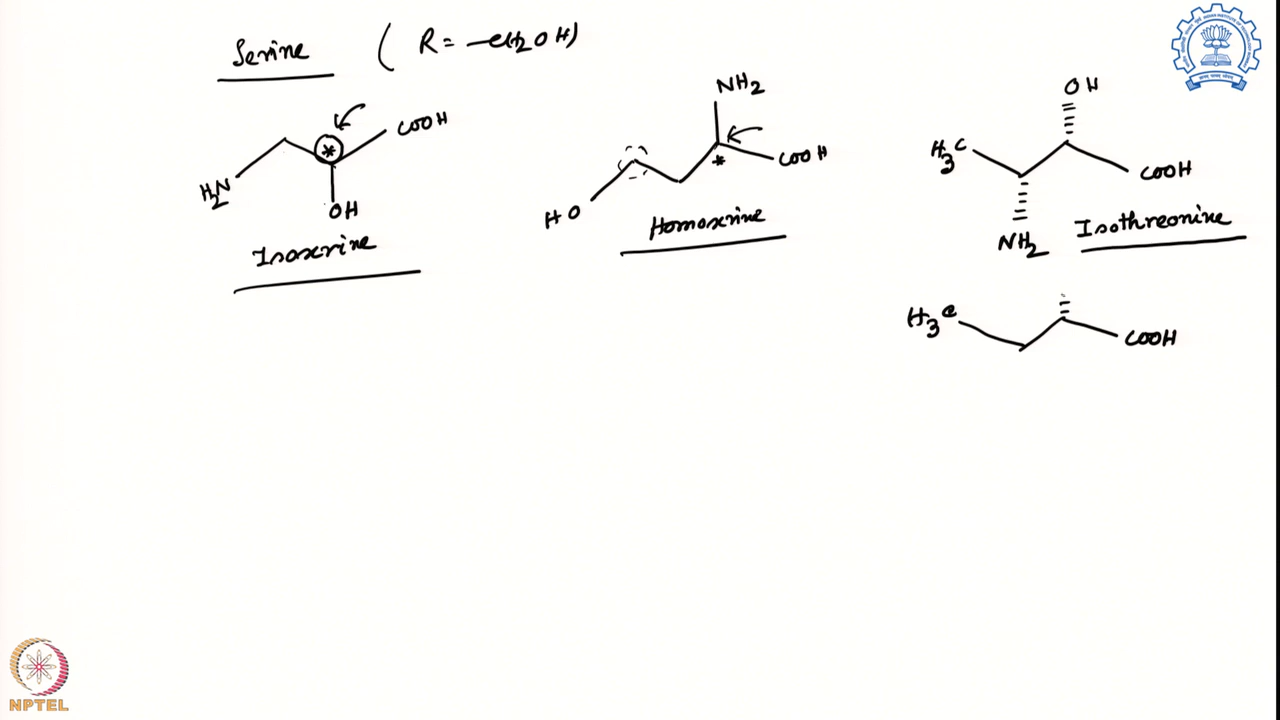 Serine ( R = —CH2OH)
COOH
H2N
OH
Isoserine
NH2
COOH
HO
Homoserine
OH
H3C
COOH
NH2
Isothreonine
H3C
COOH
NPTEL